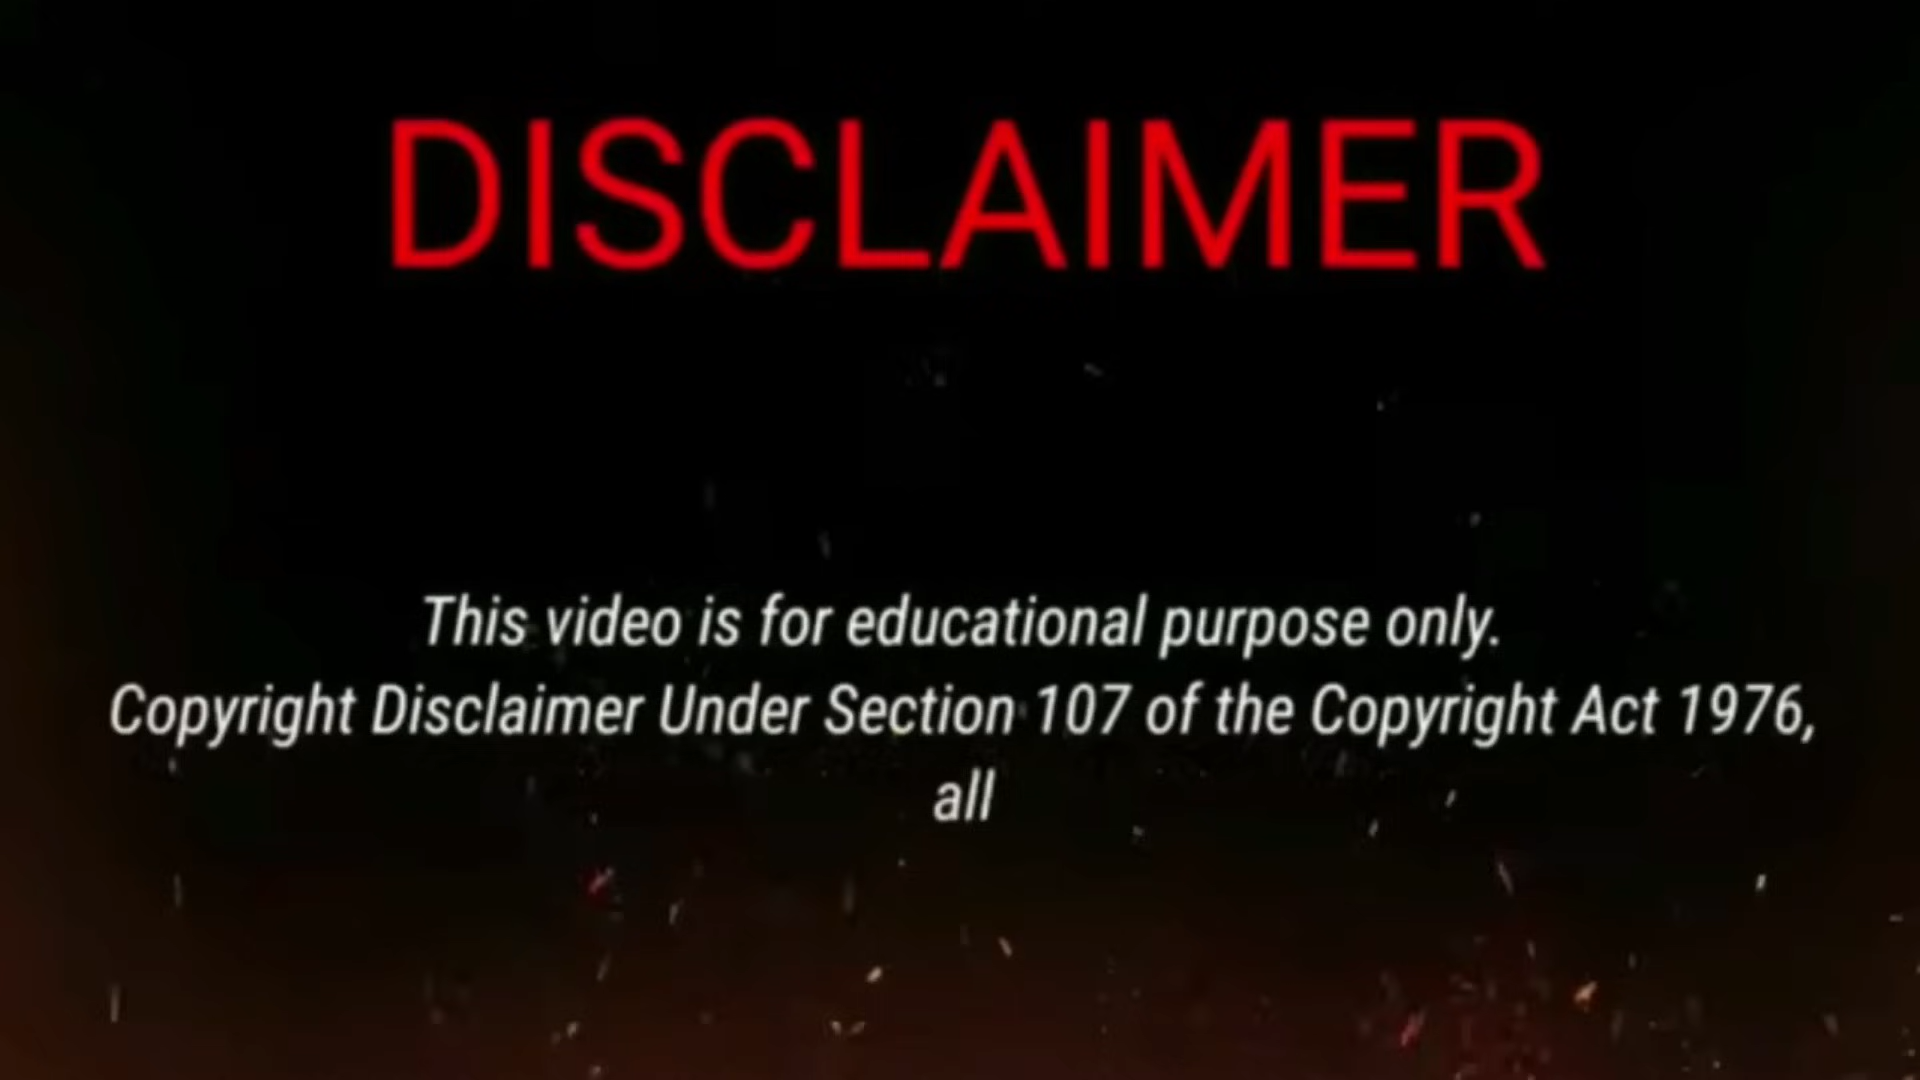 DISCLAIMER
This video is for educational purpose only.
Copyright Disclaimer Under Section 107 of the Copyright Act 1976,
all